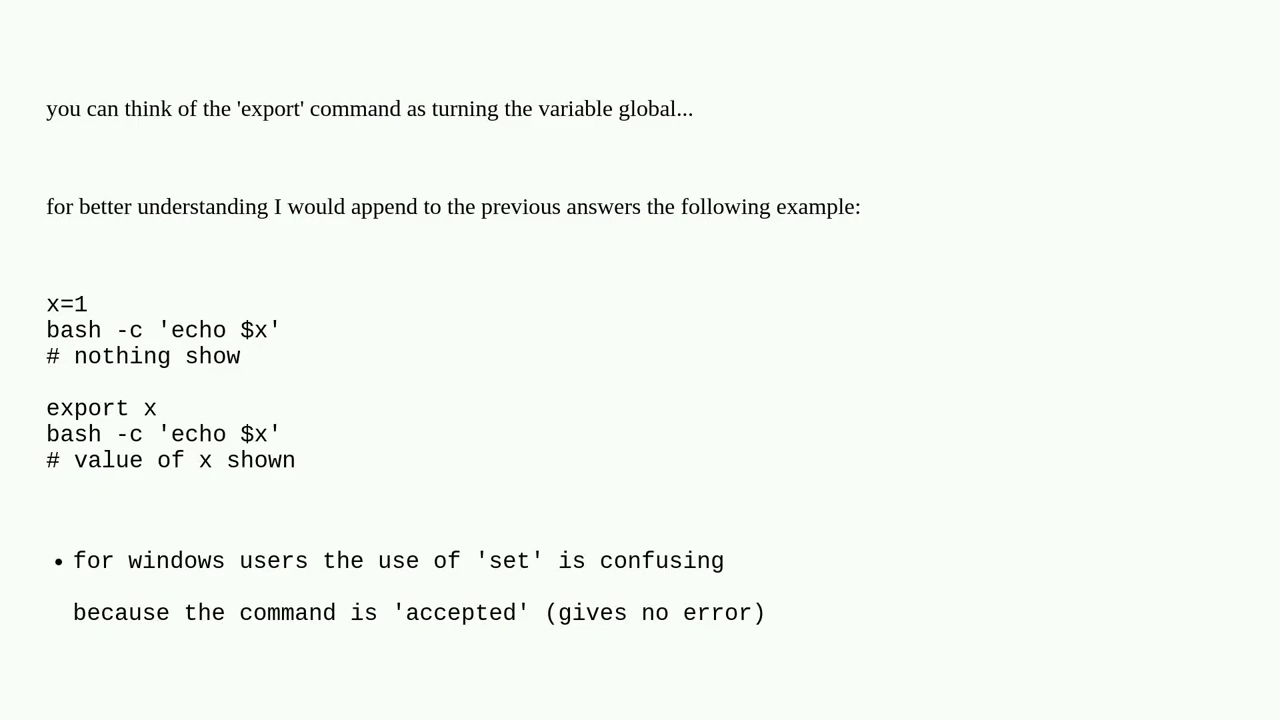 you can think of the 'export' command as turning the variable global...
for better understanding I would append to the previous answers the following example:
x=1
bash -c 'echo $x'
# nothing show
export x
bash -c 'echo $x'
# value of x shown
• for windows users the use of 'set' is confusing
because the command is 'accepted' (gives no error)